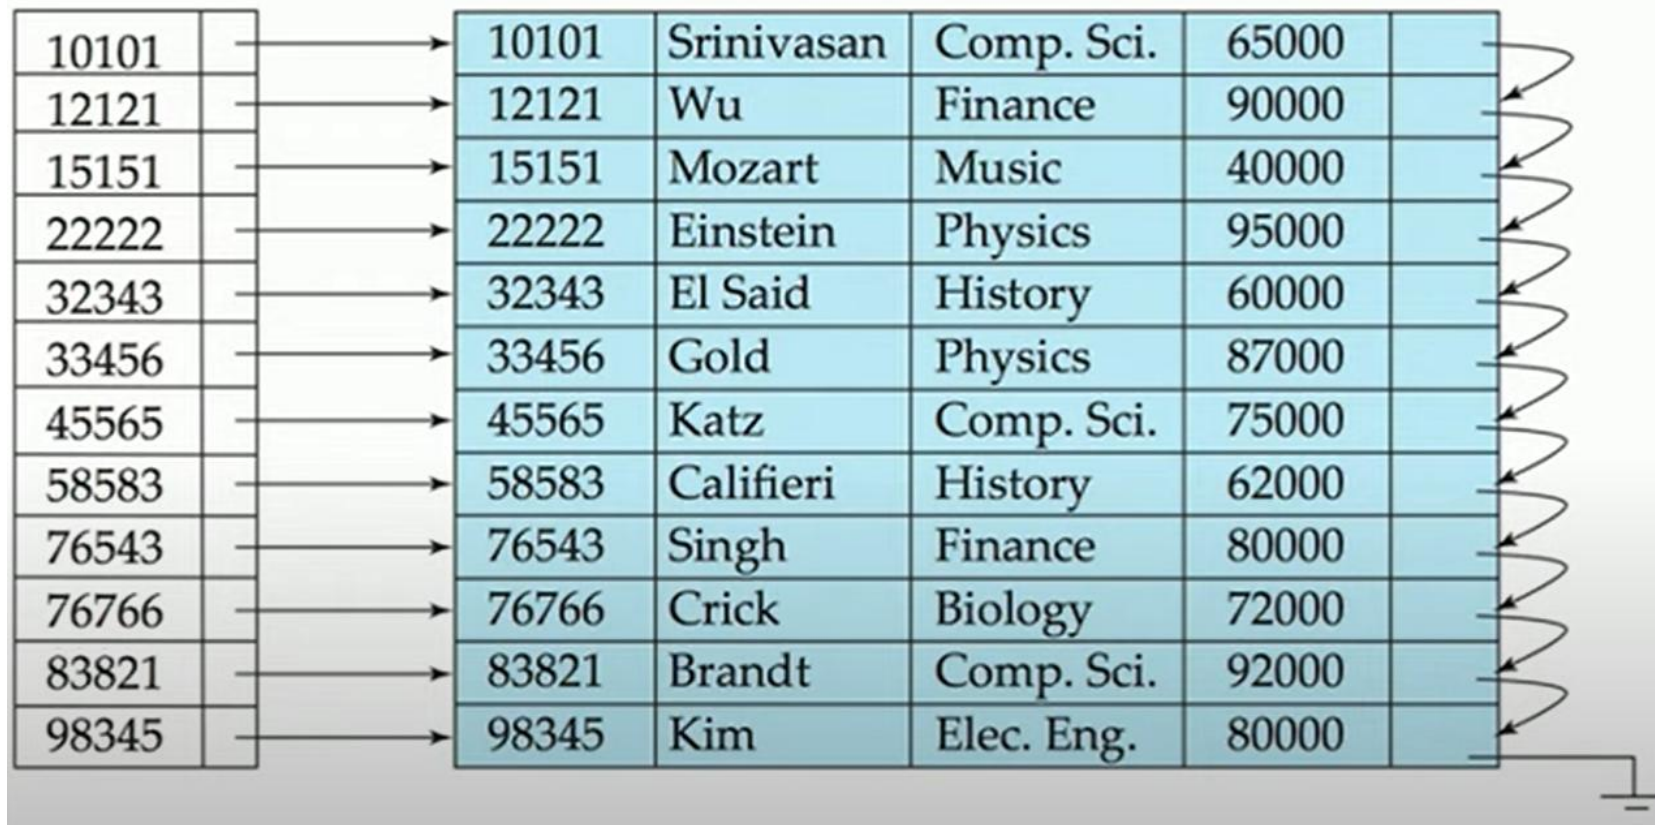 10101 10101 Srinivasan Comp. Sci. 65000
12121 12121 Wu Finance 90000
15151 15151 Mozart Music 40000
22222 22222 Einstein Physics 95000
32343 32343 El Said History 60000
33456 33456 Gold Physics 87000
45565 45565 Katz Comp. Sci. 75000
58583 58583 Califieri History 62000
76543 76543 Singh Finance 80000
76766 76766 Crick Biology 72000
83821 83821 Brandt Comp. Sci. 92000
98345 98345 Kim Elec. Eng. 80000